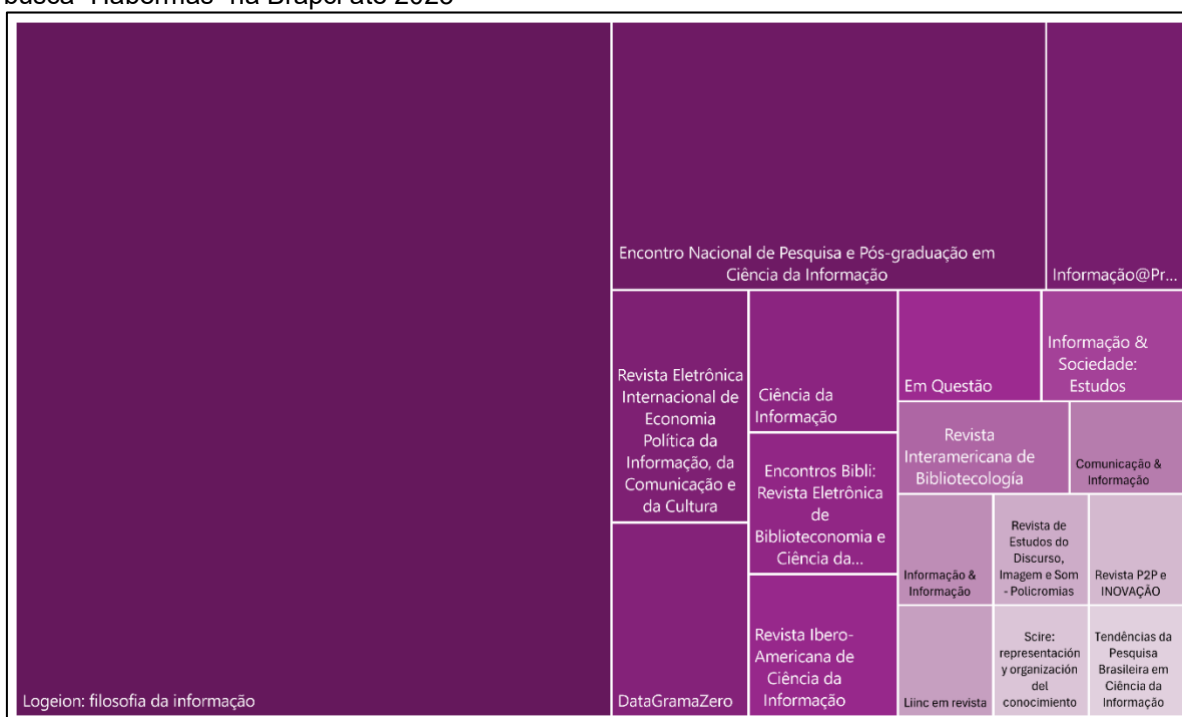 busca "Habermas" na Brapci até 2023
Encontro Nacional de Pesquisa e Pós-graduação em
Ciência da Informação
Informação@Pr...
Revista Eletrônica
Internacional de
Economia
Política da
Informação, da
Comunicação e
da Cultura
Ciência da
Informação
Em Questão
Informação &
Sociedade:
Estudos
Revista
Interamericana de
Bibliotecología
Comunicação &
Informação
Encontros Bibli:
Revista Eletrônica
de
Biblioteconomia e
Ciência da...
Informação &
Informação
Revista de
Estudos do
Discurso,
Imagem e Som
- Policromias
Revista P2P e
INOVAÇÃO
Logeion: filosofia da informação
DataGramaZero
Revista Ibero-
Americana de
Ciência da
Informação
Liinc em revista
Scire:
representación
y organización
del
conocimiento
Tendências da
Pesquisa
Brasileira em
Ciência da
Informação